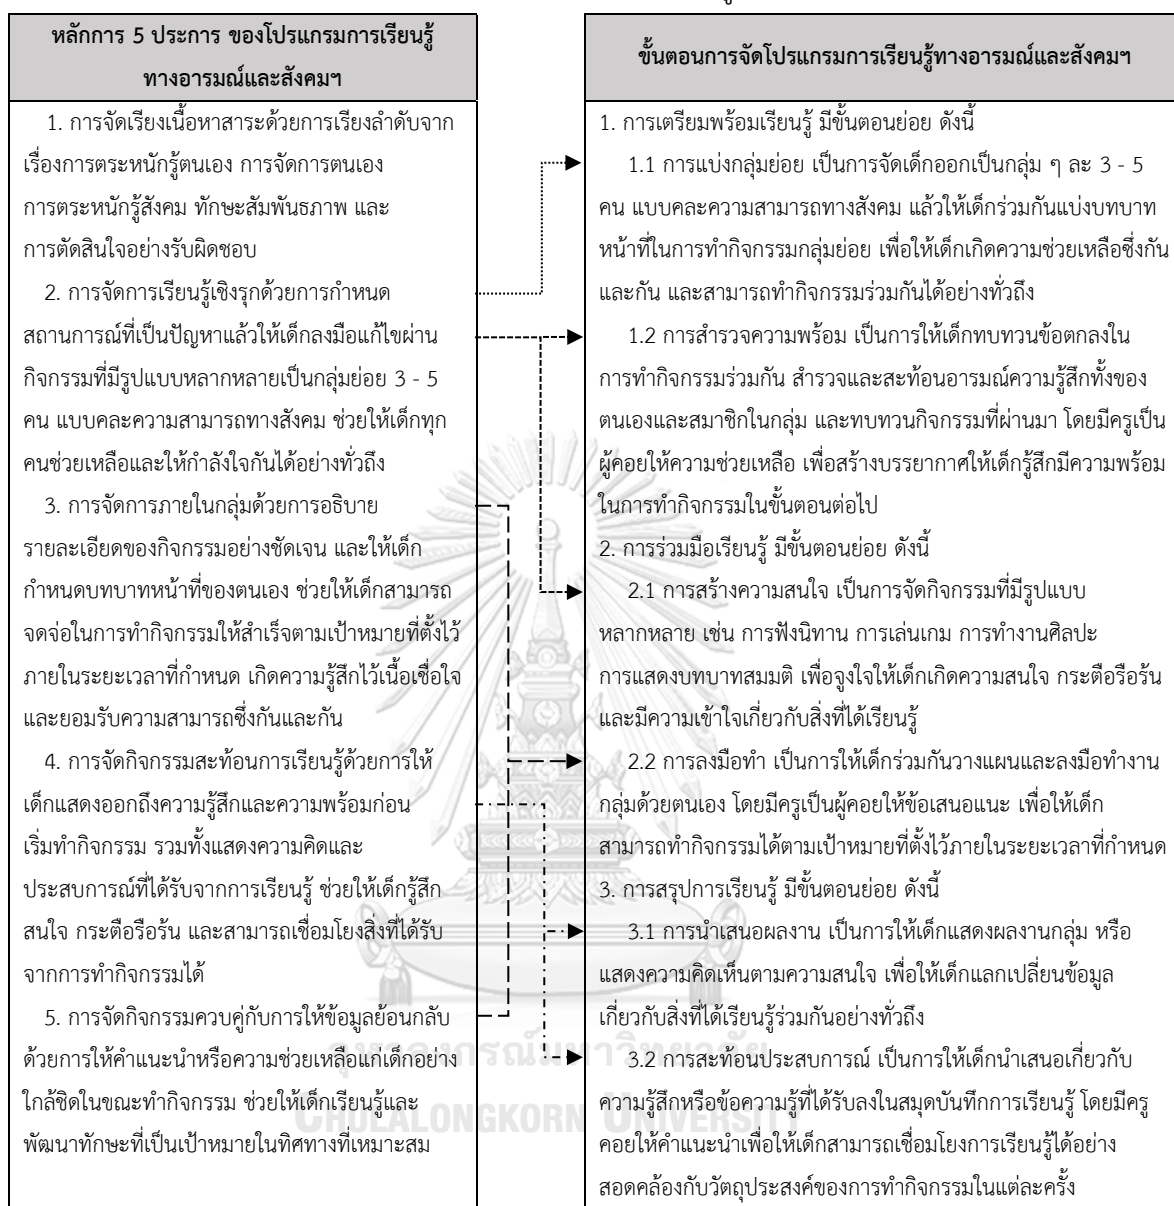 หลักการ 5 ประการ ของโปรแกรมการเรียนรู้
ทางอารมณ์และสังคมฯ
1. การจัดเรียงเนื้อหาสาระด้วยการเรียงลำดับจาก
เรื่องการตระหนักรู้ตนเอง การจัดการตนเอง
การตระหนักรู้สังคม ทักษะสัมพันธภาพ และ
การตัดสินใจอย่างรับผิดชอบ
2. การจัดการเรียนรู้เชิงรุกด้วยการกำหนด
สถานการณ์ที่เป็นปัญหาแล้วให้เด็กลงมือแก้ไขผ่าน
กิจกรรมที่มีรูปแบบหลากหลายเป็นกลุ่มย่อย 3 - 5
คน แบบคละความสามารถทางสังคม ช่วยให้เด็กทุก
คนช่วยเหลือและให้กำลังใจกันได้อย่างทั่วถึง
3. การจัดการภายในกลุ่มด้วยการอธิบาย
รายละเอียดของกิจกรรมอย่างชัดเจน และให้เด็ก
กำหนดบทบาทหน้าที่ของตนเอง ช่วยให้เด็กสามารถ
จดจ่อในการทำกิจกรรมให้สำเร็จตามเป้าหมายที่ตั้งไว้
ภายในระยะเวลาที่กำหนด เกิดความรู้สึกไว้เนื้อเชื่อใจ
และยอมรับความสามารถซึ่งกันและกัน
4. การจัดกิจกรรมสะท้อนการเรียนรู้ด้วยการให้
เด็กแสดงออกถึงความรู้สึกและความพร้อมก่อน
เริ่มทำกิจกรรม รวมทั้งแสดงความคิดและ
ประสบการณ์ที่ได้รับจากการเรียนรู้ ช่วยให้เด็กรู้สึก
สนใจ กระตือรือร้น และสามารถเชื่อมโยงสิ่งที่ได้รับ
จากการทำกิจกรรมได้
5. การจัดกิจกรรมควบคู่กับการให้ข้อมูลย้อนกลับ
ด้วยการให้คำแนะนำหรือความช่วยเหลือแก่เด็กอย่าง
ใกล้ชิดในขณะทำกิจกรรม ช่วยให้เด็กเรียนรู้และ
พัฒนาทักษะที่เป็นเป้าหมายในทิศทางที่เหมาะสม
ขั้นตอนการจัดโปรแกรมการเรียนรู้ทางอารมณ์และสังคมฯ
1. การเตรียมพร้อมเรียนรู้ มีขั้นตอนย่อย ดังนี้
1.1 การแบ่งกลุ่มย่อย เป็นการจัดเด็กออกเป็นกลุ่ม ๆ ละ 3 - 5
คน แบบคละความสามารถทางสังคม แล้วให้เด็กร่วมกันแบ่งบทบาท
หน้าที่ในการทำกิจกรรมกลุ่มย่อย เพื่อให้เด็กเกิดความช่วยเหลือซึ่งกัน
และกัน และสามารถทำกิจกรรมร่วมกันได้อย่างทั่วถึง
1.2 การสำรวจความพร้อม เป็นการให้เด็กทบทวนข้อตกลงใน
การทำกิจกรรมร่วมกัน สำรวจและสะท้อนอารมณ์ความรู้สึกทั้งของ
ตนเองและสมาชิกในกลุ่ม และทบทวนกิจกรรมที่ผ่านมา โดยมีครูเป็น
ผู้คอยให้ความช่วยเหลือ เพื่อสร้างบรรยากาศให้เด็กรู้สึกมีความพร้อม
ในการทำกิจกรรมในขั้นตอนต่อไป
2. การร่วมมือเรียนรู้ มีขั้นตอนย่อย ดังนี้
2.1 การสร้างความสนใจ เป็นการจัดกิจกรรมที่มีรูปแบบ
หลากหลาย เช่น การฟังนิทาน การเล่นเกม การทำงานศิลปะ
การแสดงบทบาทสมมติ เพื่อจูงใจให้เด็กเกิดความสนใจ กระตือรือร้น
และมีความเข้าใจเกี่ยวกับสิ่งที่ได้เรียนรู้
2.2 การลงมือทำ เป็นการให้เด็กร่วมกันวางแผนและลงมือทำงาน
กลุ่มด้วยตนเอง โดยมีครูเป็นผู้คอยให้ข้อเสนอแนะ เพื่อให้เด็ก
สามารถทำกิจกรรมได้ตามเป้าหมายที่ตั้งไว้ภายในระยะเวลาที่กำหนด
3. การสรุปการเรียนรู้ มีขั้นตอนย่อย ดังนี้
3.1 การนำเสนอผลงาน เป็นการให้เด็กแสดงผลงานกลุ่ม หรือ
แสดงความคิดเห็นตามความสนใจ เพื่อให้เด็กแลกเปลี่ยนข้อมูล
เกี่ยวกับสิ่งที่ได้เรียนรู้ร่วมกันอย่างทั่วถึง
3.2 การสะท้อนประสบการณ์ เป็นการให้เด็กนำเสนอเกี่ยวกับ
ความรู้สึกหรือข้อความรู้ที่ได้รับลงในสมุดบันทึกการเรียนรู้ โดยมีครู
คอยให้คำแนะนำเพื่อให้เด็กสามารถเชื่อมโยงการเรียนรู้ได้อย่าง
สอดคล้องกับวัตถุประสงค์ของการทำกิจกรรมในแต่ละครั้ง
จุฬาลงกรณ์มหาวิทยาลัย
CHULALONGKORN UNIVERSITY